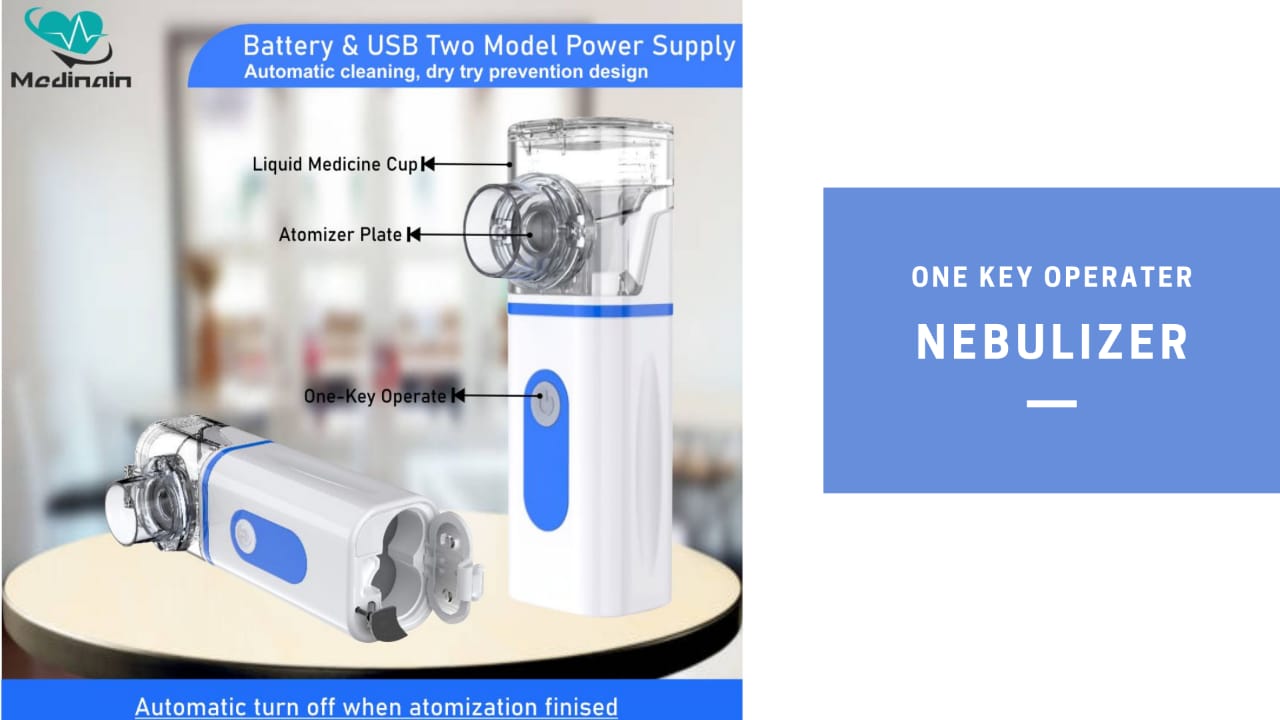 Medinain
Battery & USB Two Model Power Supply
Automatic cleaning, dry try prevention design
Liquid Medicine Cup
Atomizer Plate
One-Key Operate
Automatic turn off when atomization finised
ONE KEY OPERATER
NEBULIZER